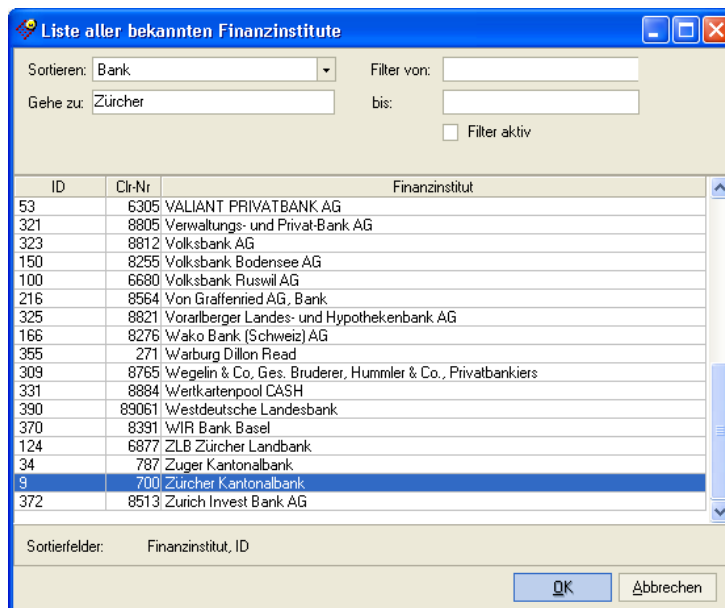 Liste aller bekannten Finanzinstitute
Sortieren: Bank Filter von:
Gehe zu: Zürcher bis:
Filter aktiv
ID Clr-Nr Finanzinstitut
53 6305 VALIANT PRIVATBANK AG
321 8805 Verwaltungs- und Privat-Bank AG
323 8812 Volksbank AG
150 8255 Volksbank Bodensee AG
100 6680 Volksbank Ruswil AG
216 8564 Von Graffenried AG, Bank
325 8821 Vorarlberger Landes- und Hypothekenbank AG
166 8276 Wako Bank (Schweiz) AG
355 271 Warburg Dillon Read
309 8765 Wegelin & Co, Ges. Bruderer, Hummler & Co., Privatbankiers
331 8884 Wertkartenpool CASH
390 89061 Westdeutsche Landesbank
370 8391 WIR Bank Basel
124 6877 ZLB Zürcher Landbank
34 787 Zuger Kantonalbank
9 700 Zürcher Kantonalbank
372 8513 Zurich Invest Bank AG
Sortierfelder: Finanzinstitut, ID
OK Abbrechen